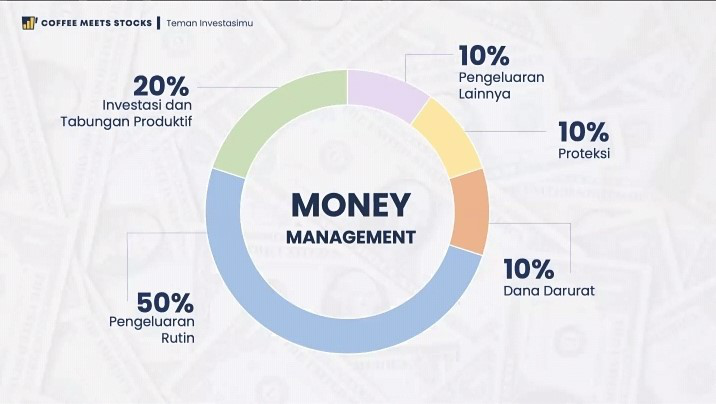 COFFEE MEETS STOCKS | Teman Investasimu
10%
Pengeluaran
Lainnya
20%
Investasi dan
Tabungan Produktif
10%
Proteksi
MONEY
MANAGEMENT
10%
Dana Darurat
50%
Pengeluaran
Rutin